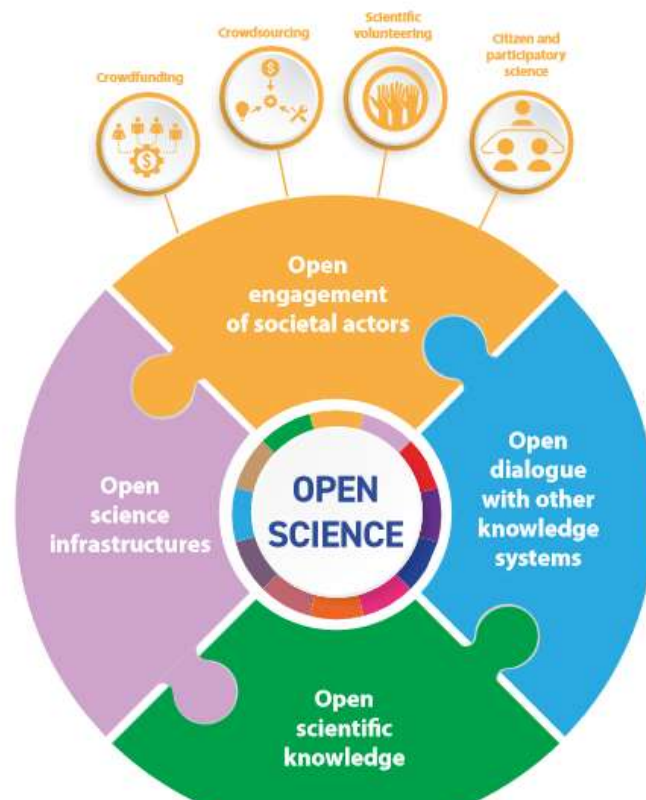 Crowdfunding
Crowdsourcing
Scientific
volunteering
Citizen and
participatory
science
Open
engagement
of societal actors
Open
science
infrastructures
OPEN
SCIENCE
Open
dialogue
with other
knowledge
systems
Open
scientific
knowledge